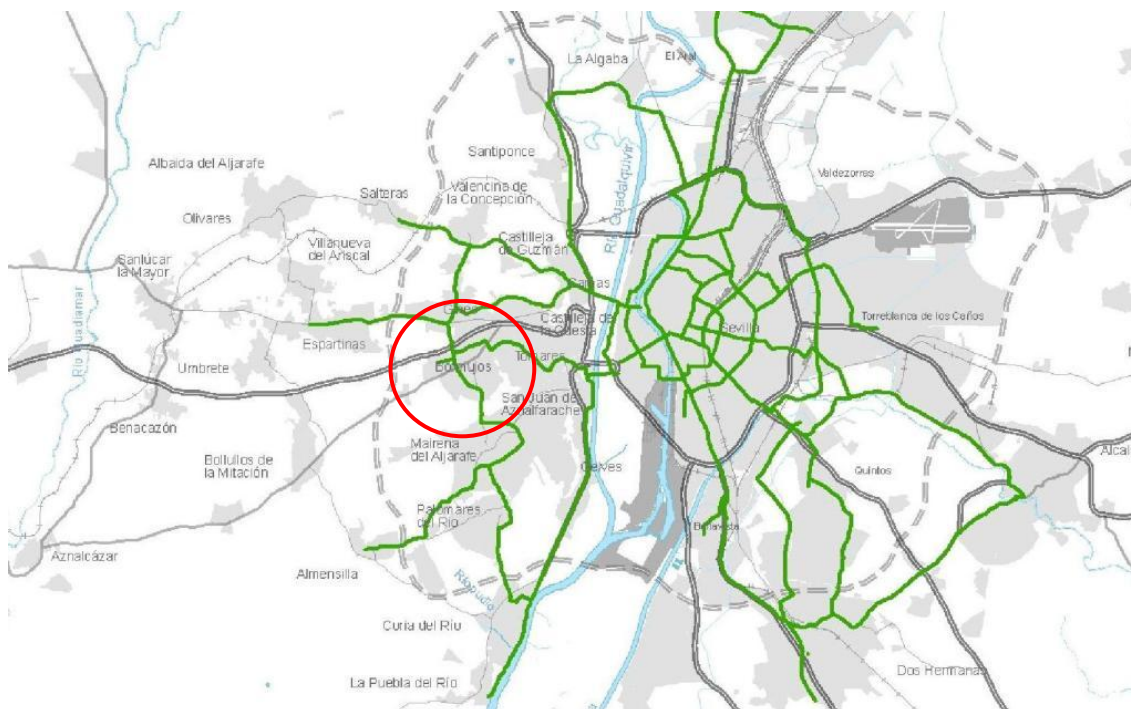 La Algaba
Albaida del Aljarafe
Santiponce
Valdezorras
Salteras
Valencina de
la Concepción
Olivares
Río Guadalquivir
Villanueva
del Ariscal
Castilleja
de Guzmán
Sanlúcar
la Mayor
Camas
Río Guadiamar
Castilleja de
la Cuesta
Torreblanca de los Caños
Sevilla
Espartinas
Tomares
Umbrete
Bormujos
San Juan de
Aznalfarache
Benacazón
Mairena
del Aljarafe
Bollullos de
la Mitación
Gelves
Quintos
Alcal
Palomares
del Río
Bellavista
Aznalcázar
Almensilla
Riopudio
Coria del Río
Dos Hermanas
La Puebla del Río